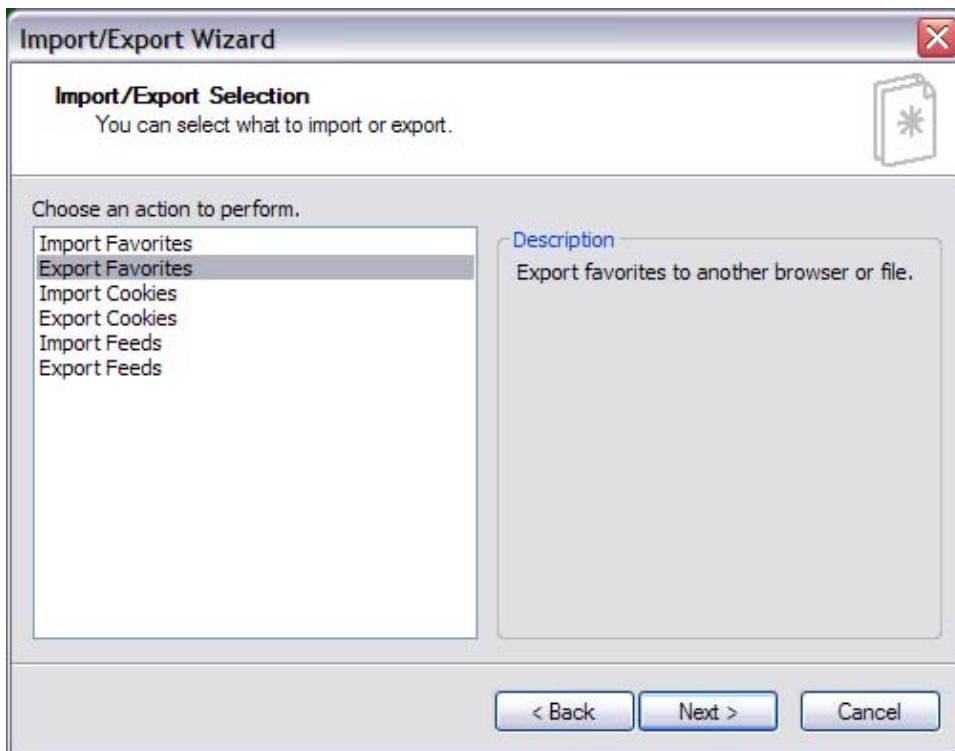 Import/Export Wizard
Import/Export Selection
You can select what to import or export.
Choose an action to perform.
Import Favorites
Export Favorites
Import Cookies
Export Cookies
Import Feeds
Export Feeds
Description
Export favorites to another browser or file.
< Back
Next >
Cancel